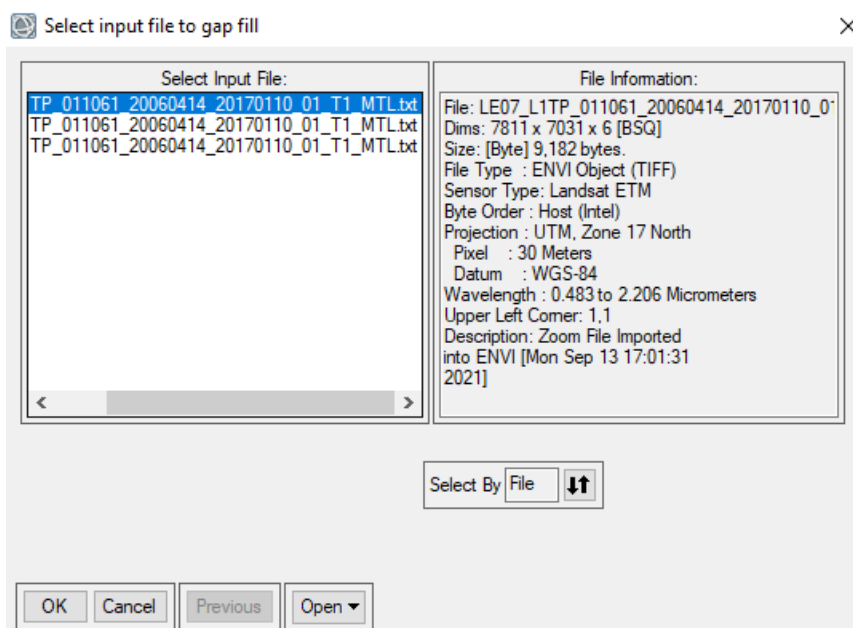 Select input file to gap fill
Select Input File:
TP_011061_20060414_20170110_01_T1_MTL.txt
TP_011061_20060414_20170110_01_T1_MTL.txt
TP_011061_20060414_20170110_01_T1_MTL.txt
File Information:
File: LE07_L1TP_011061_20060414_20170110_01
Dims: 7811 x 7031 x 6 [BSQ]
Size: [Byte] 9,182 bytes.
File Type : ENVI Object (TIFF)
Sensor Type: Landsat ETM
Byte Order : Host (Intel)
Projection : UTM, Zone 17 North
Pixel : 30 Meters
Datum : WGS-84
Wavelength : 0.483 to 2.206 Micrometers
Upper Left Corner: 1,1
Description: Zoom File Imported
into ENVI [Mon Sep 13 17:01:31
2021]
Select By File
OK Cancel Previous Open